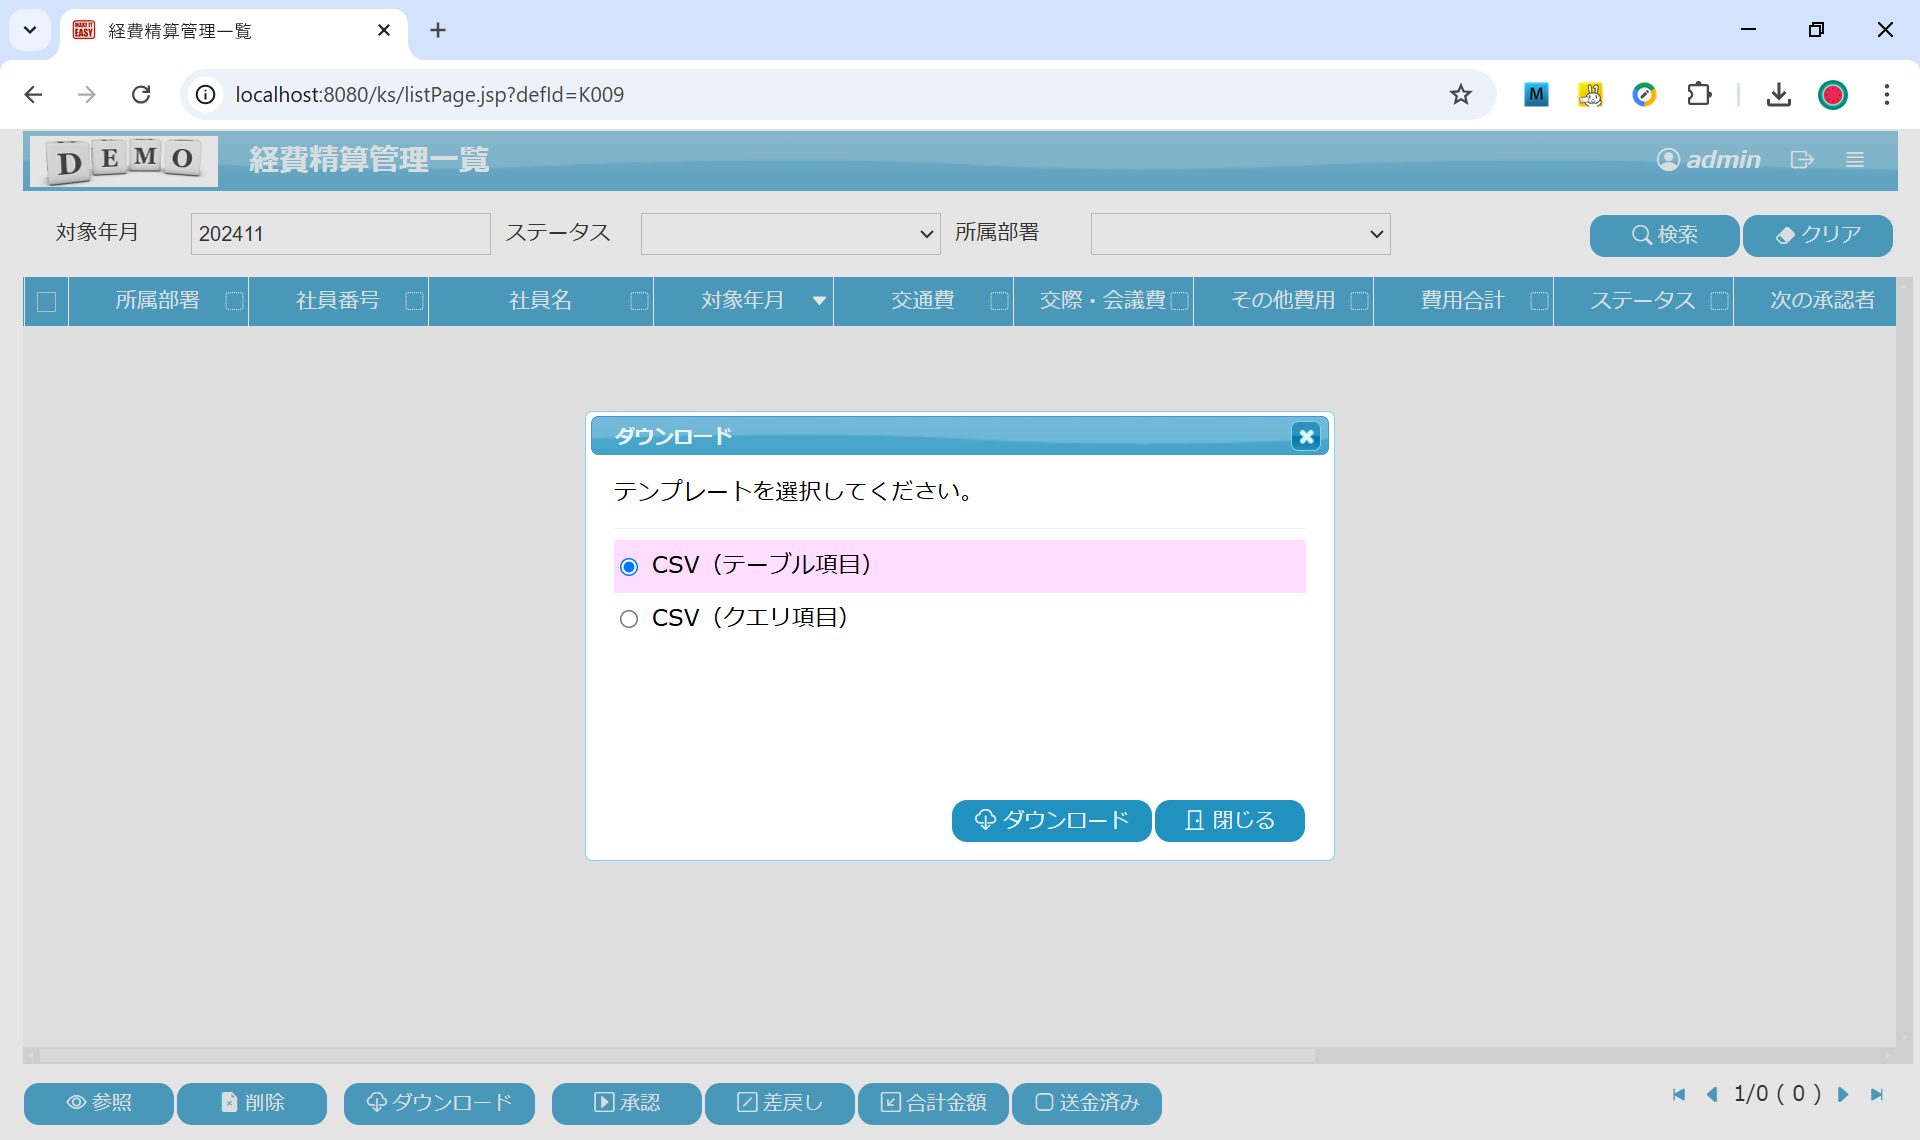 MAKE IT EASY
経費精算管理一覧
localhost:8080/ks/listPage.jsp?defId=K009
M
DEMO
経費精算管理一覧
admin
対象年月 202411 ステータス 所属部署 検索 クリア
所属部署 社員番号 社員名 対象年月 交通費 交際・会議費 その他費用 費用合計 ステータス 次の承認者
ダウンロード
テンプレートを選択してください。
CSV（テーブル項目）
CSV（クエリ項目）
ダウンロード 閉じる
参照 削除 ダウンロード 承認 差戻し 合計金額 送金済み 1/0 ( 0 )